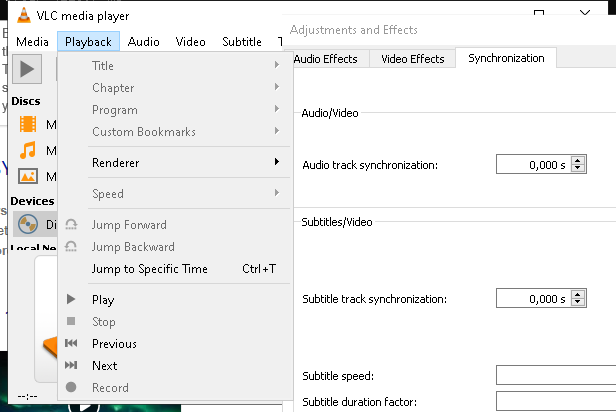 VLC media player
Media Playback Audio Video Subtitle T
Adjustments and Effects
Audio Effects Video Effects Synchronization
Title
Chapter
Program
Custom Bookmarks
Renderer
Speed
Jump Forward
Jump Backward
Jump to Specific Time Ctrl+T
Play
Stop
Previous
Next
Record
Discs
M
M
M
Devices
Di
Local Ne
--:--
Audio/Video
Audio track synchronization: 0,000 s
Subtitles/Video
Subtitle track synchronization: 0,000 s
Subtitle speed:
Subtitle duration factor: